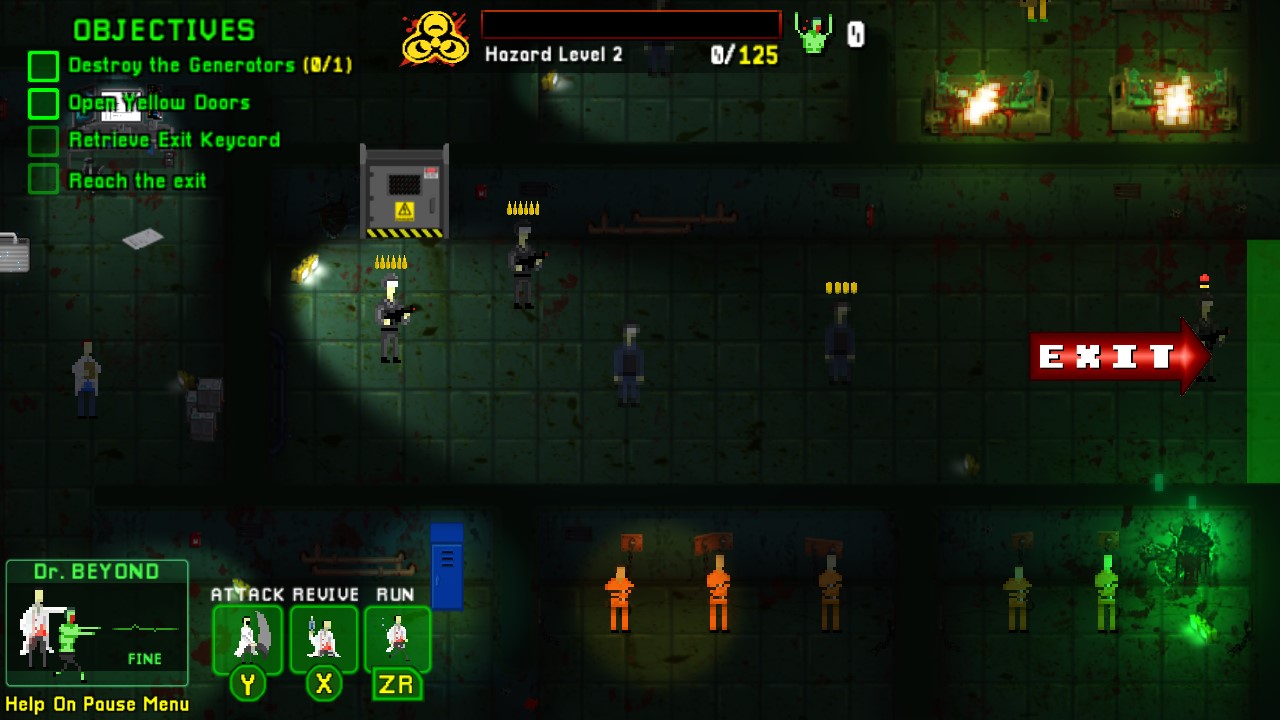 OBJECTIVES
Destroy the Generators (0/1)
Open Yellow Doors
Retrieve Exit Keycard
Reach the exit
Hazard Level 2
0/125
0
EXIT
Dr. BEYOND
FINE
Help On Pause Menu
ATTACK REVIVE RUN
Y X ZR